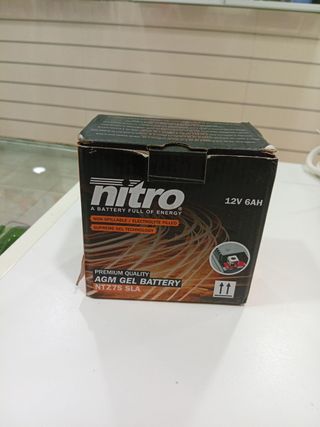 nitro
A BATTERY FULL OF ENERGY
12V 6AH
NON SPILLABLE / ELECTROLYTE FILLED
SUPREME GEL TECHNOLOGY
PREMIUM QUALITY
AGM GEL BATTERY
NTZ7S SLA